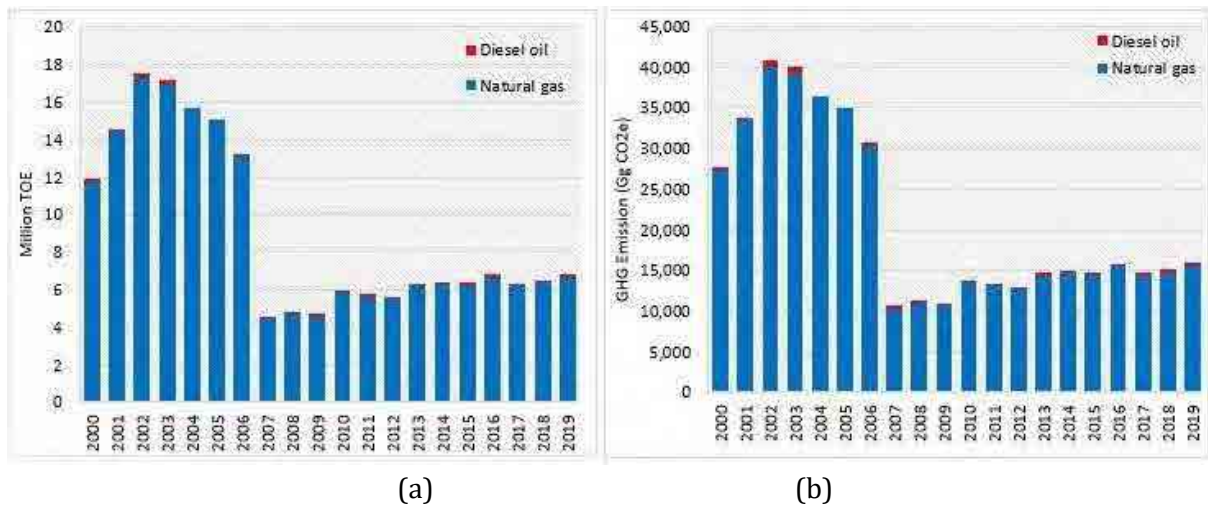 20
18
16
14
12
10
8
6
4
2
0
Million TOE
Diesel oil
Natural gas
2000 2001 2002 2003 2004 2005 2006 2007 2008 2009 2010 2011 2012 2013 2014 2015 2016 2017 2018 2019
(a)
45,000
40,000
35,000
30,000
25,000
20,000
15,000
10,000
5,000
0
GHG Emission (Gg CO2e)
Diesel oil
Natural gas
2000 2001 2002 2003 2004 2005 2006 2007 2008 2009 2010 2011 2012 2013 2014 2015 2016 2017 2018 2019
(b)